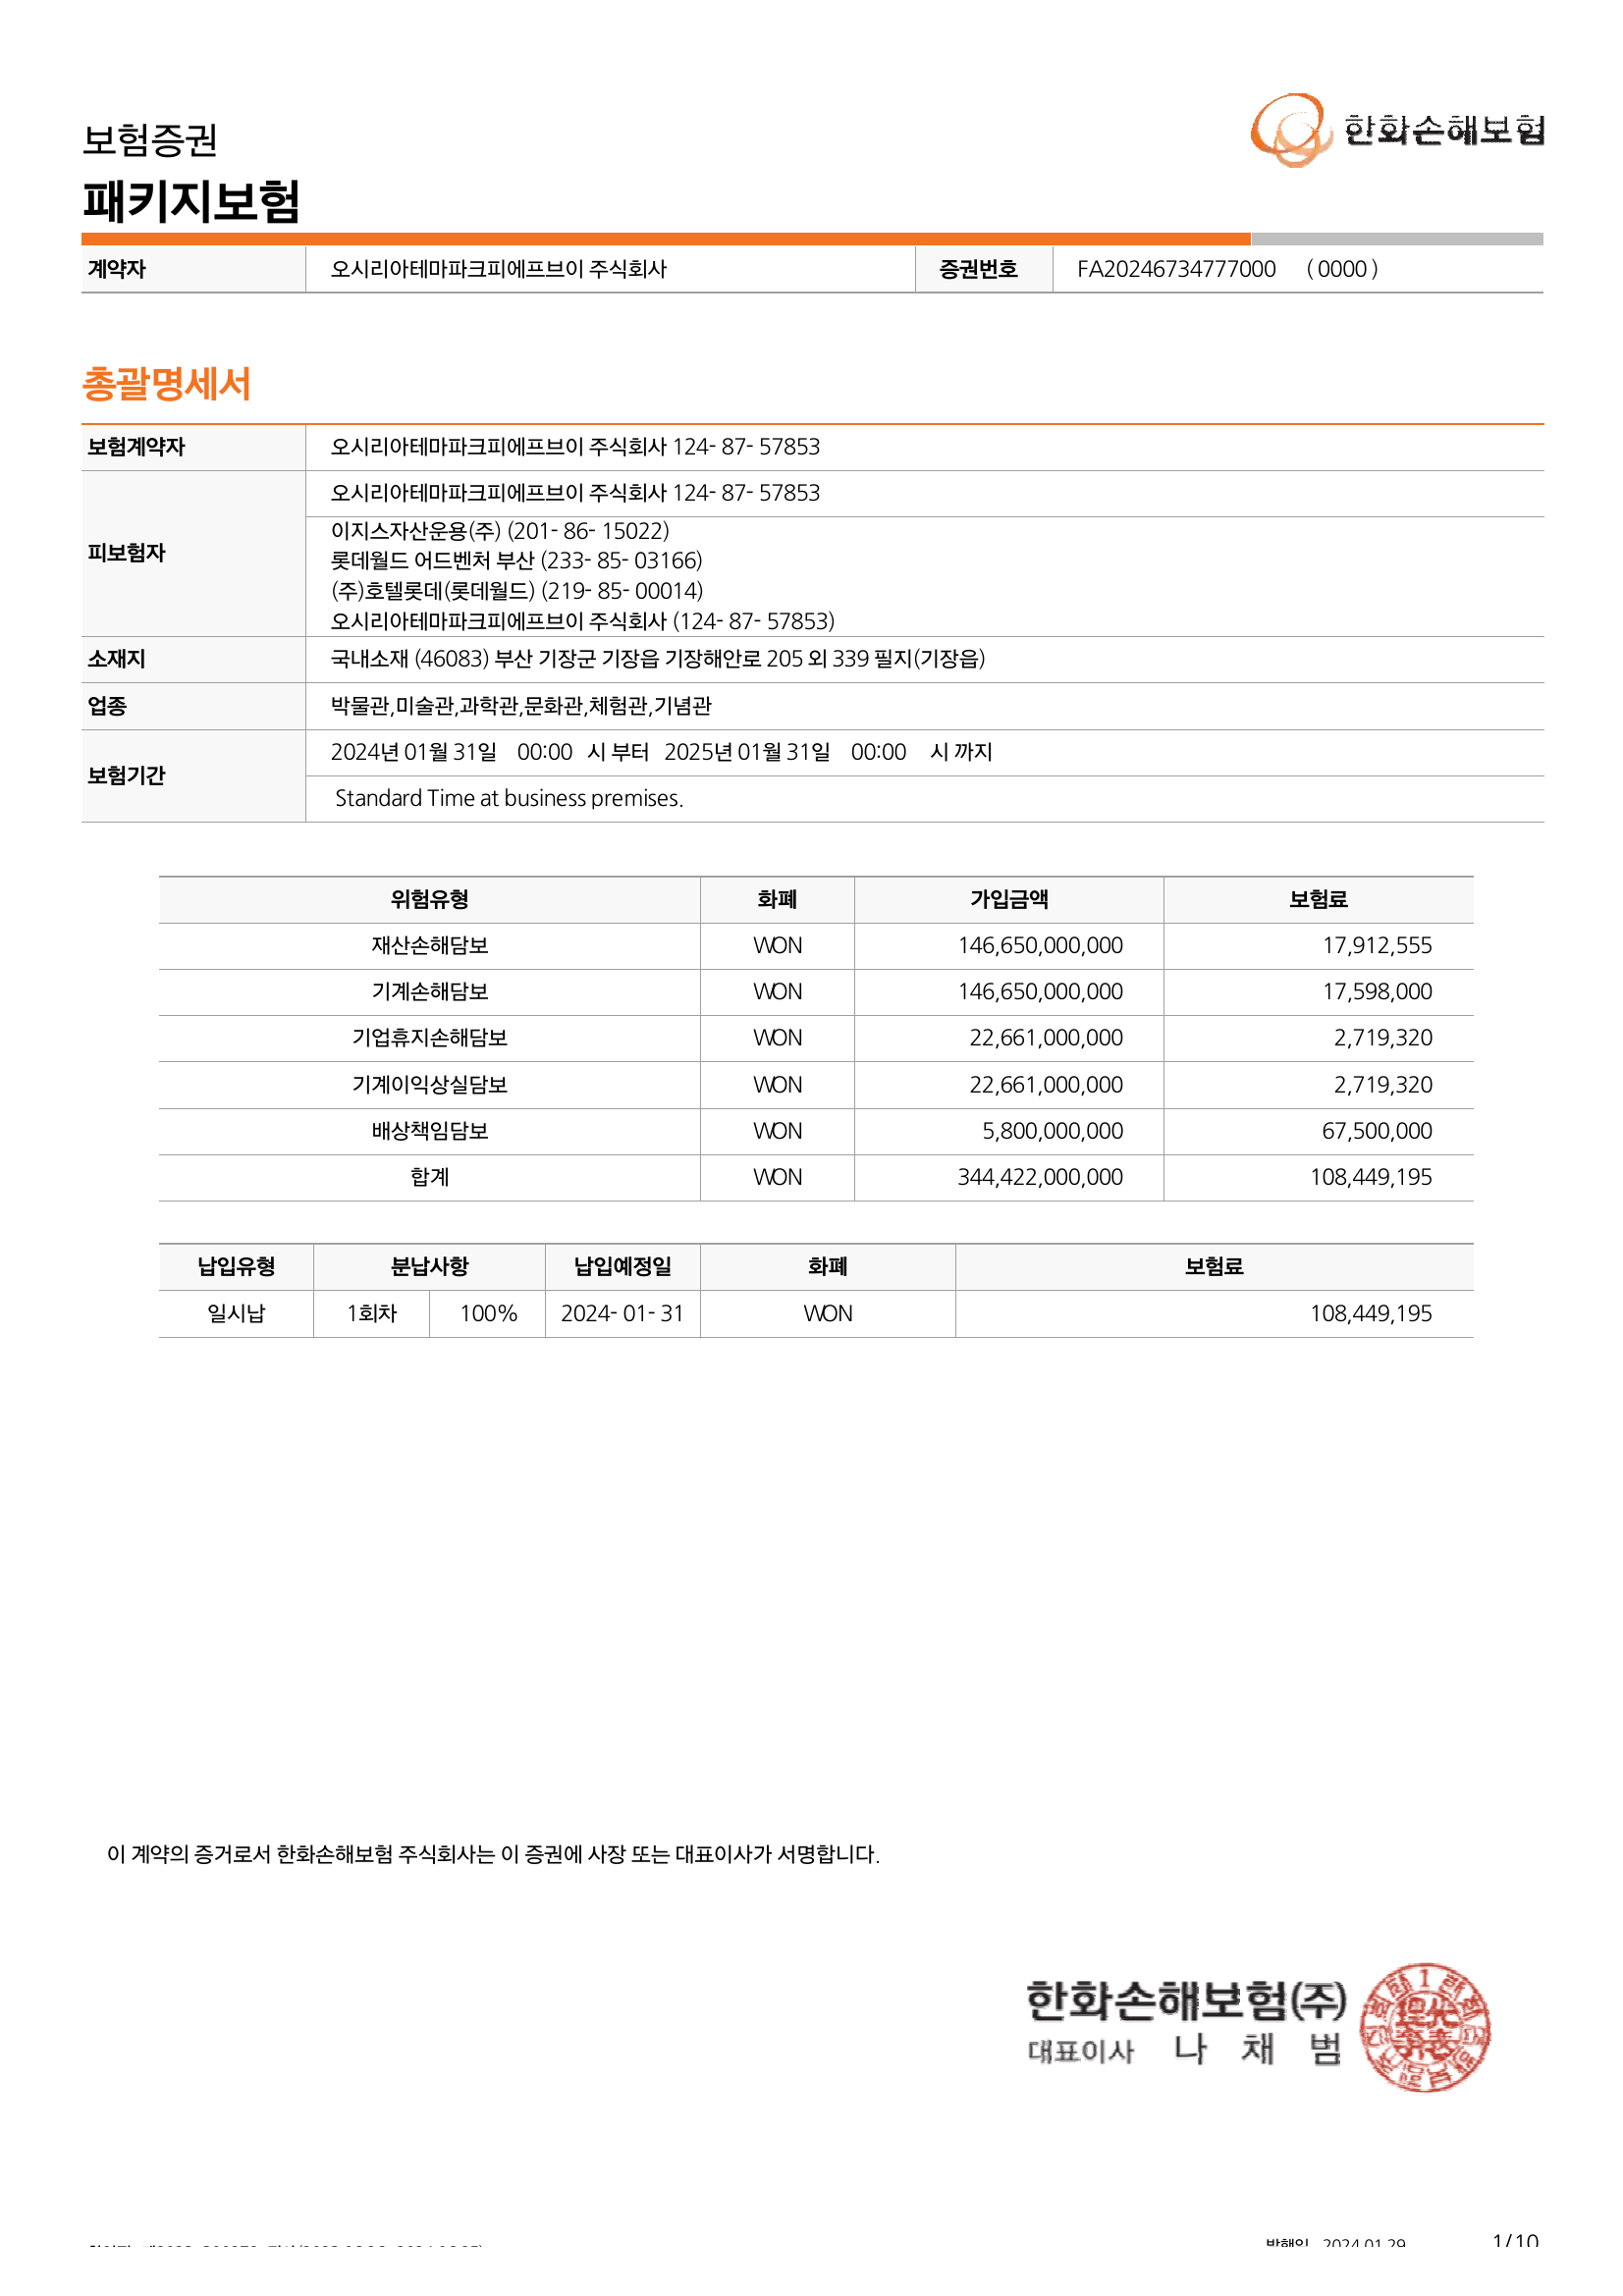 한화손해보험
보험증권
패키지보험
계약자 오시리아테마파크피에프브이 주식회사 증권번호 FA20246734777000 ( 0000 )
총괄명세서
보험계약자 오시리아테마파크피에프브이 주식회사 124- 87- 57853
피보험자 오시리아테마파크피에프브이 주식회사 124- 87- 57853
이지스자산운용(주) (201- 86- 15022)
롯데월드 어드벤처 부산 (233- 85- 03166)
(주)호텔롯데(롯데월드) (219- 85- 00014)
오시리아테마파크피에프브이 주식회사 (124- 87- 57853)
소재지 국내소재 (46083) 부산 기장군 기장읍 기장해안로 205 외 339 필지(기장읍)
업종 박물관,미술관,과학관,문화관,체험관,기념관
보험기간 2024년 01월 31일 00:00 시 부터 2025년 01월 31일 00:00 시 까지
Standard Time at business premises.
위험유형 화폐 가입금액 보험료
재산손해담보 WON 146,650,000,000 17,912,555
기계손해담보 WON 146,650,000,000 17,598,000
기업휴지손해담보 WON 22,661,000,000 2,719,320
기계이익상실담보 WON 22,661,000,000 2,719,320
배상책임담보 WON 5,800,000,000 67,500,000
합계 WON 344,422,000,000 108,449,195
납입유형 분납사항 납입예정일 화폐 보험료
일시납 1회차 100% 2024- 01- 31 WON 108,449,195
이 계약의 증거로서 한화손해보험 주식회사는 이 증권에 사장 또는 대표이사가 서명합니다.
한화손해보험(주)
대표이사 나 채 범
발행일 2024.01.29 1/10